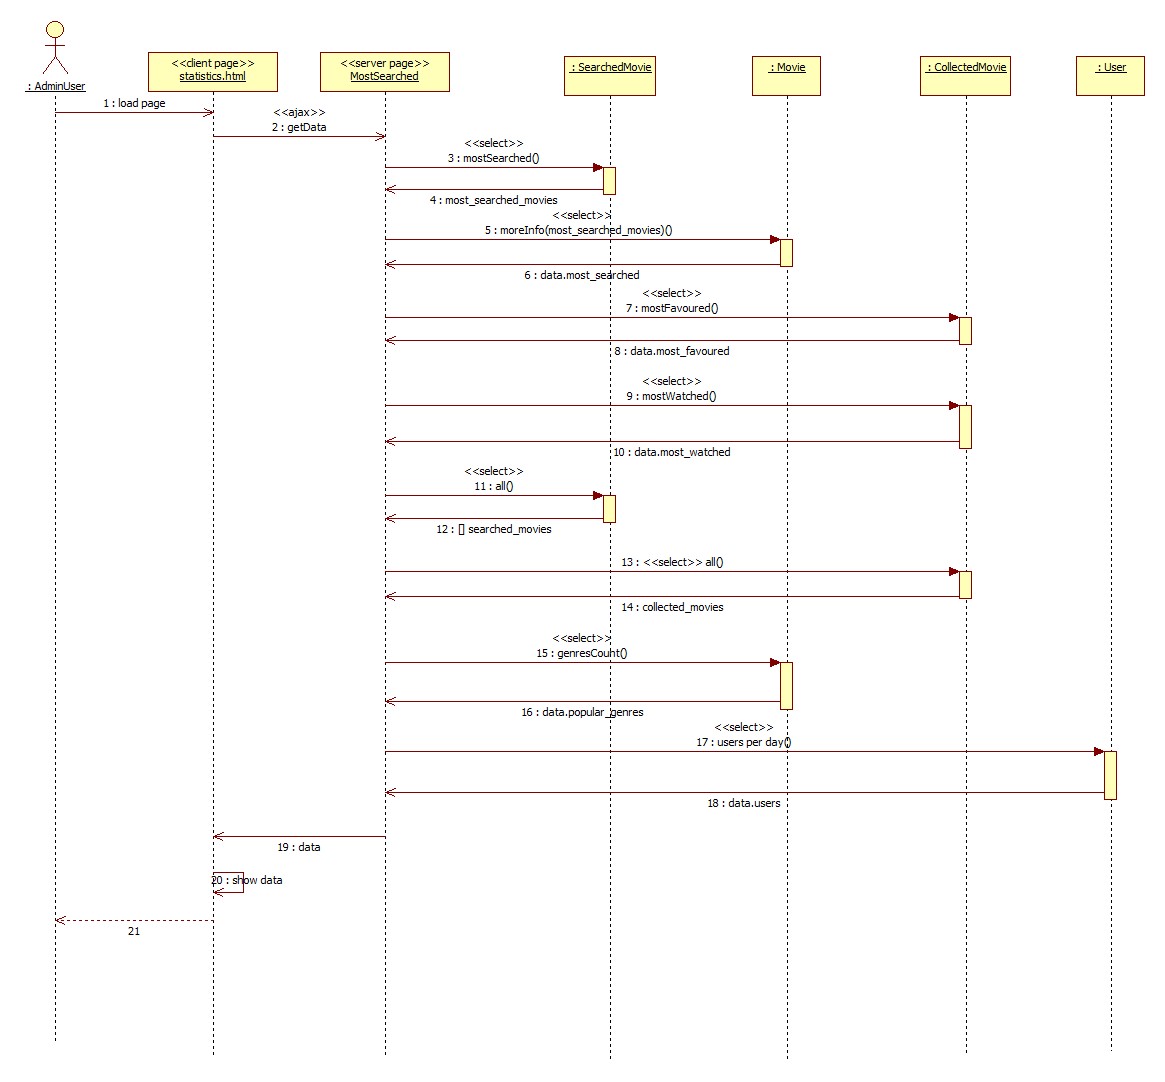 : AdminUser
<<client page>>
statistics.html
<<server page>>
MostSearched
: SearchedMovie
: Movie
: CollectedMovie
: User
1 : load page
<<ajax>>
2 : getData
<<select>>
3 : mostSearched()
4 : most_searched_movies
<<select>>
5 : moreInfo(most_searched_movies)()
6 : data.most_searched
<<select>>
7 : mostFavoured()
8 : data.most_favoured
<<select>>
9 : mostWatched()
10 : data.most_watched
<<select>>
11 : all()
12 : [] searched_movies
13 : <<select>> all()
14 : collected_movies
<<select>>
15 : genresCount()
16 : data.popular_genres
<<select>>
17 : users per day()
18 : data.users
19 : data
20 : show data
21